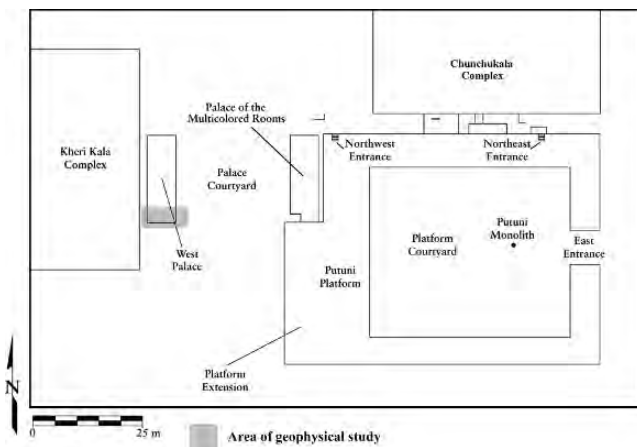 Chunchukala
Complex
Palace of the
Multicolored Rooms
Kheri Kala
Complex
Palace
Courtyard
Northwest
Entrance
Northeast
Entrance
West
Palace
Platform
Courtyard
Putuni
Monolith
East
Entrance
Putuni
Platform
Platform
Extension
N
0
25 m
Area of geophysical study